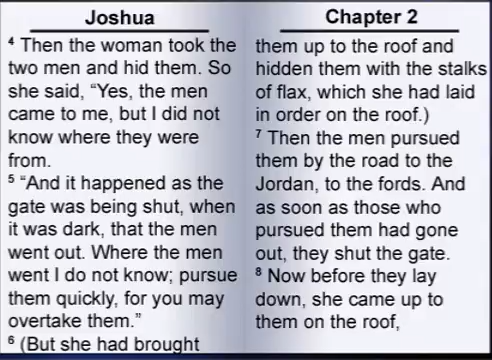 Joshua
⁴ Then the woman took the
two men and hid them. So
she said, “Yes, the men
came to me, but I did not
know where they were
from.
⁵ “And it happened as the
gate was being shut, when
it was dark, that the men
went out. Where the men
went I do not know; pursue
them quickly, for you may
overtake them.”
⁶ (But she had brought
Chapter 2
them up to the roof and
hidden them with the stalks
of flax, which she had laid
in order on the roof.)
⁷ Then the men pursued
them by the road to the
Jordan, to the fords. And
as soon as those who
pursued them had gone
out, they shut the gate.
⁸ Now before they lay
down, she came up to
them on the roof,